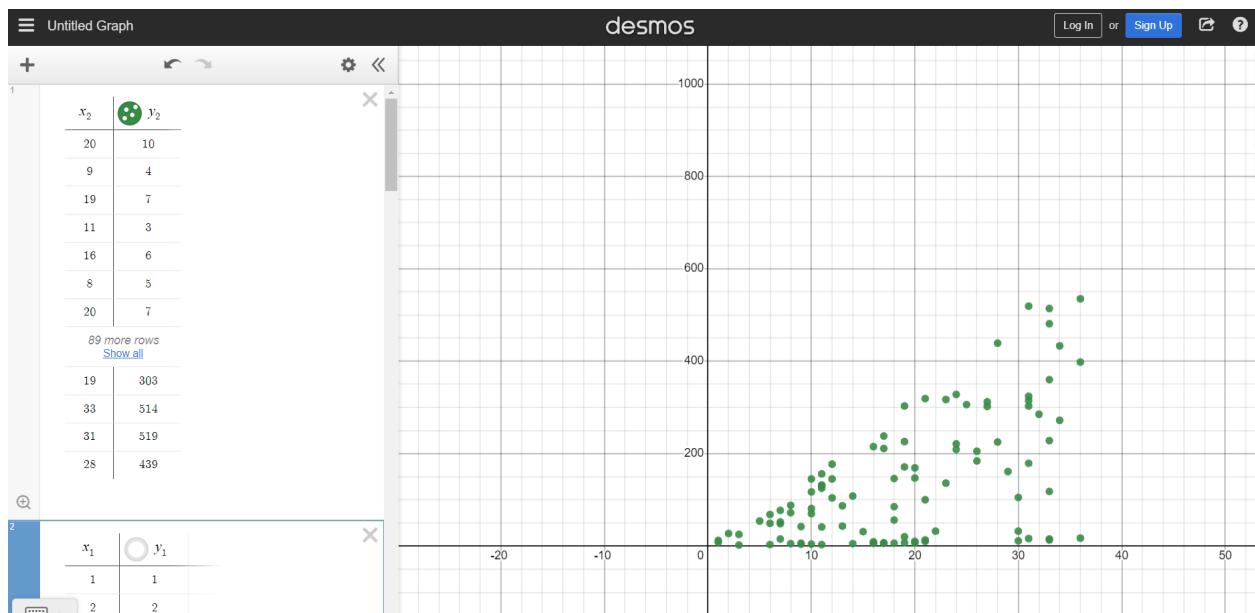 Untitled Graph
desmos
Log In or Sign Up
1
x₂ y₂
20 10
9 4
19 7
11 3
16 6
8 5
20 7
89 more rows
Show all
19 303
33 514
31 519
28 439
2
x₁ y₁
1 1
2 2
1000
800
600
400
200
-20 -10 0 10 20 30 40 50